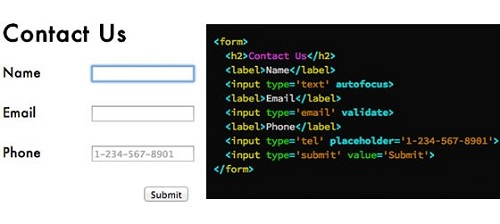 Contact Us
Name
Email
Phone
1-234-567-8901
Submit
<form>
<h2>Contact Us</h2>
<label>Name</label>
<input type='text' autofocus>
<label>Email</label>
<input type='email' validate>
<label>Phone</label>
<input type='tel' placeholder='1-234-567-8901'>
<input type='submit' value='Submit'>
</form>